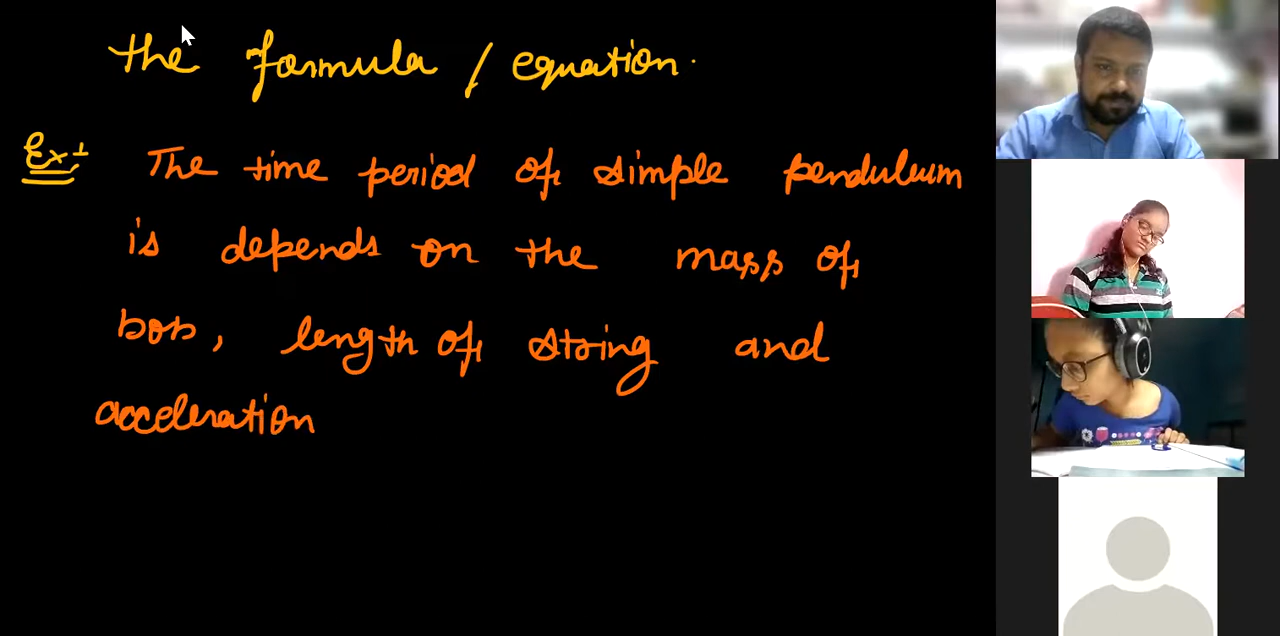 the formula / equation.
Ex:- The time period of simple pendulum
is depends on the mass of
bob, length of string and
acceleration